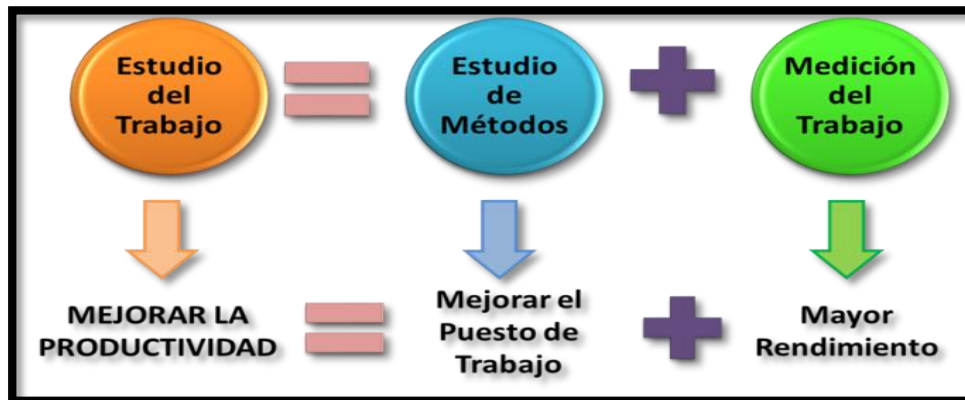 Estudio
del
Trabajo
Estudio
de
Métodos
Medición
del
Trabajo
MEJORAR LA
PRODUCTIVIDAD
Mejorar el
Puesto de
Trabajo
Mayor
Rendimiento